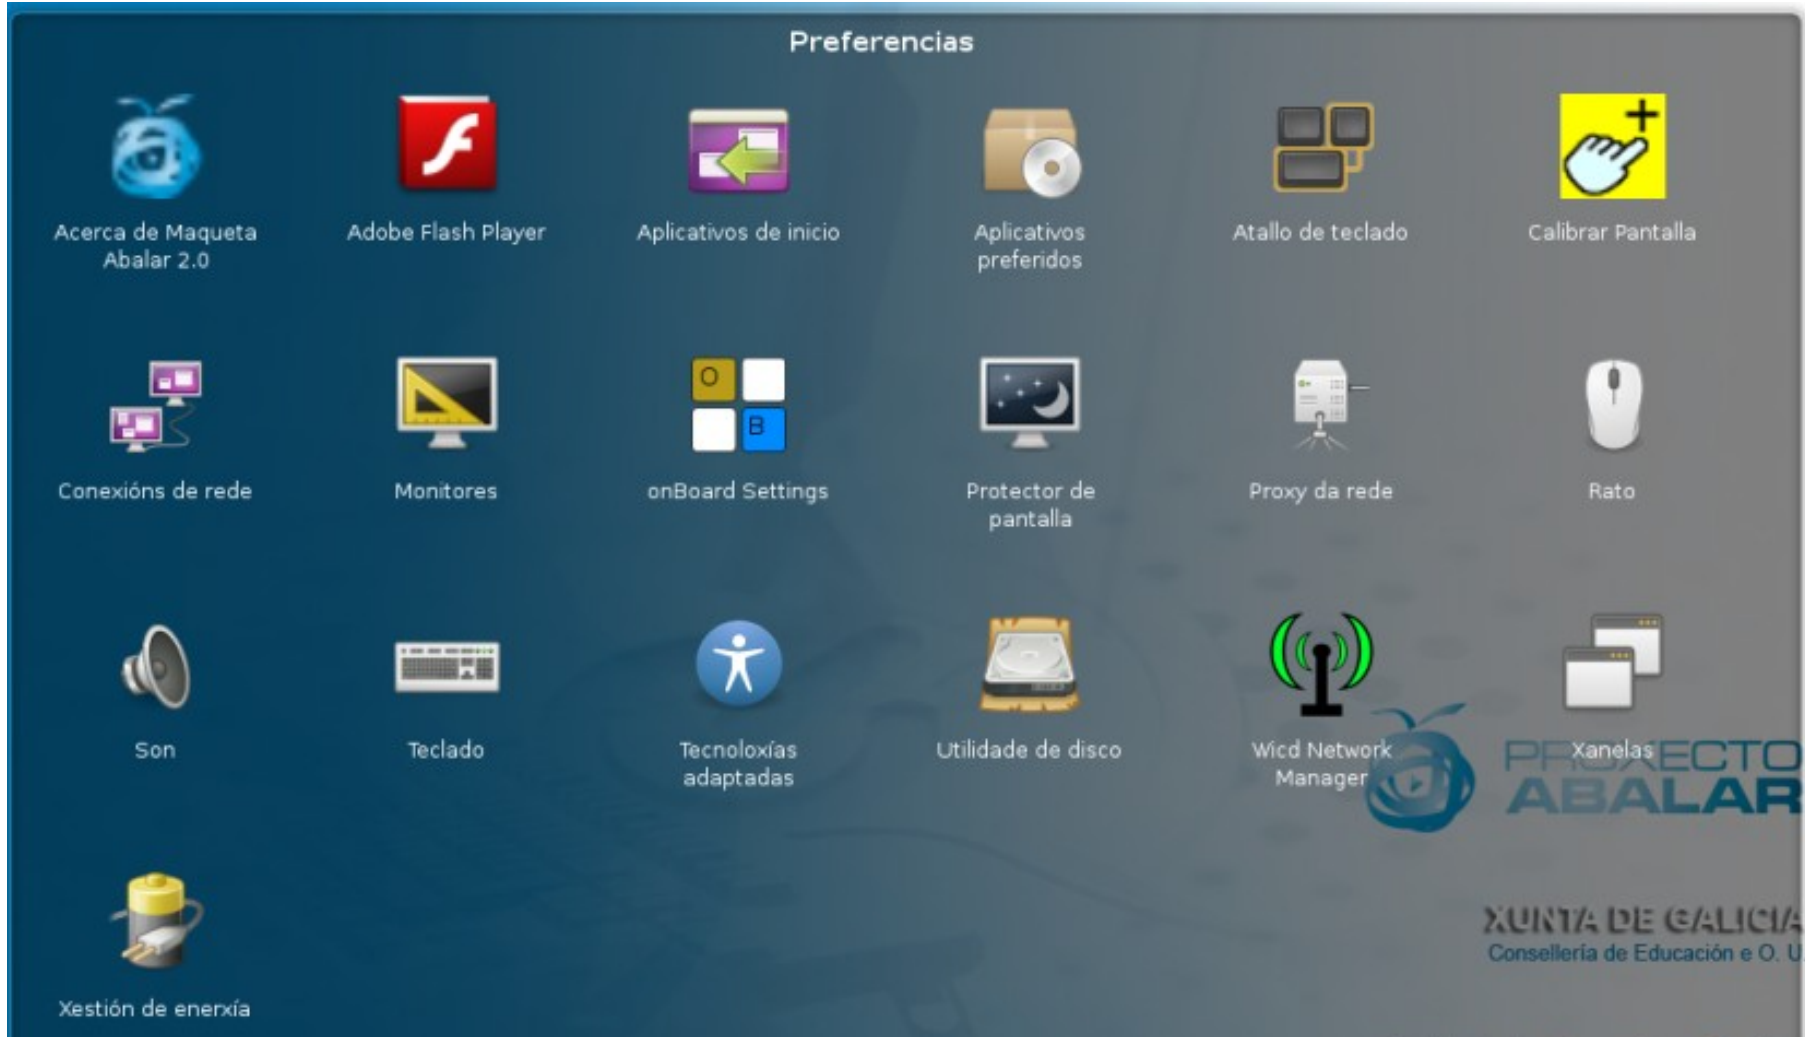 Preferencias
Acerca de Maqueta
Abalar 2.0
Adobe Flash Player
Aplicativos de inicio
Aplicativos
preferidos
Atallo de teclado
Calibrar Pantalla
Conexións de rede
Monitores
O
B
onBoard Settings
Protector de
pantalla
Proxy da rede
Rato
Son
Teclado
Tecnoloxías
adaptadas
Utilidade de disco
Wicd Network
Manager
Xanelas
PROXECTO
ABALAR
Xestión de enerxía
XUNTA DE GALICIA
Consellería de Educación e O. U.